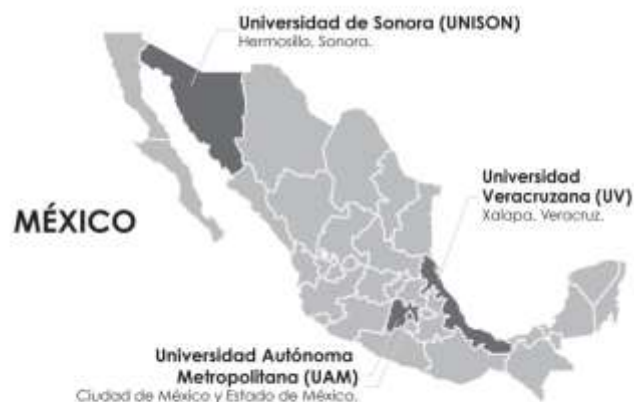 Universidad de Sonora (UNISON)
Hermosillo, Sonora.
Universidad
Veracruzana (UV)
Xalapa, Veracruz.
MÉXICO
Universidad Autónoma
Metropolitana (UAM)
Ciudad de México y Estado de México.